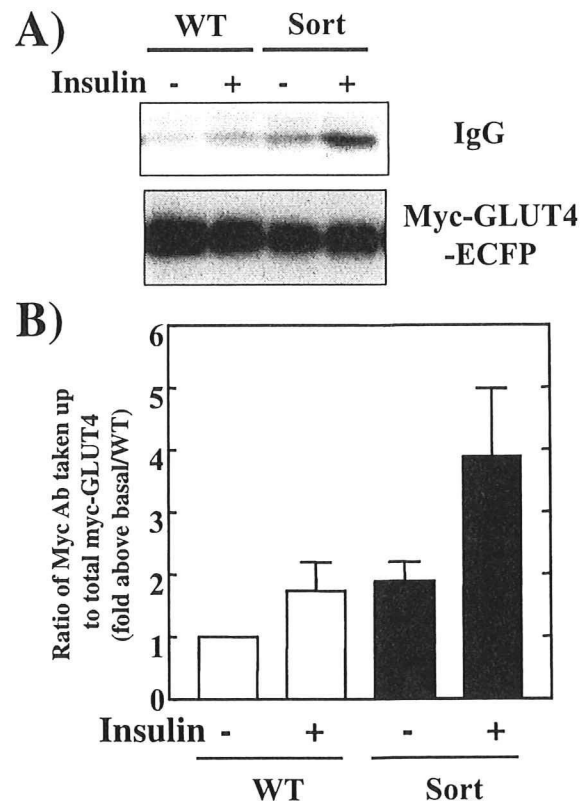 A)
WT Sort
Insulin - + - +
IgG
Myc-GLUT4
-ECFP
B)
Ratio of Myc Ab taken up
to total myc-GLUT4
(fold above basal/WT)
6
5
4
3
2
1
0
Insulin - + - +
WT Sort